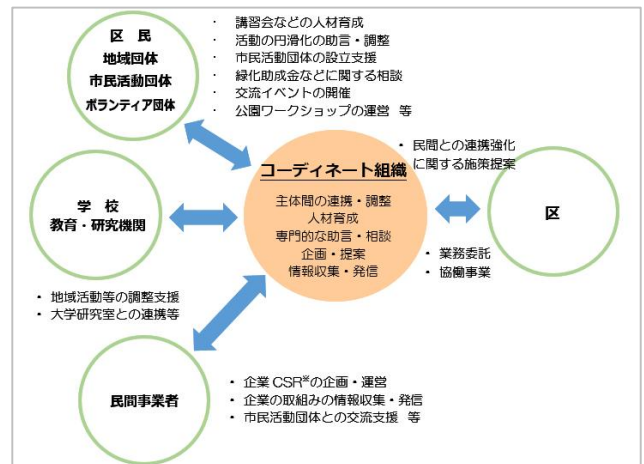 区 民
地域団体
市民活動団体
ボランティア団体
・ 講習会などの人材育成
・ 活動の円滑化の助言・調整
・ 市民活動団体の設立支援
・ 緑化助成金などに関する相談
・ 交流イベントの開催
・ 公園ワークショップの運営 等
コーディネート組織
主体間の連携・調整
人材育成
専門的な助言・相談
企画・提案
情報収集・発信
・ 民間との連携強化
に関する施策提案
学 校
教育・研究機関
区
・ 業務委託
・ 協働事業
・ 地域活動等の調整支援
・ 大学研究室との連携等
民間事業者
・ 企業 CSR※の企画・運営
・ 企業の取組みの情報収集・発信
・ 市民活動団体との交流支援 等